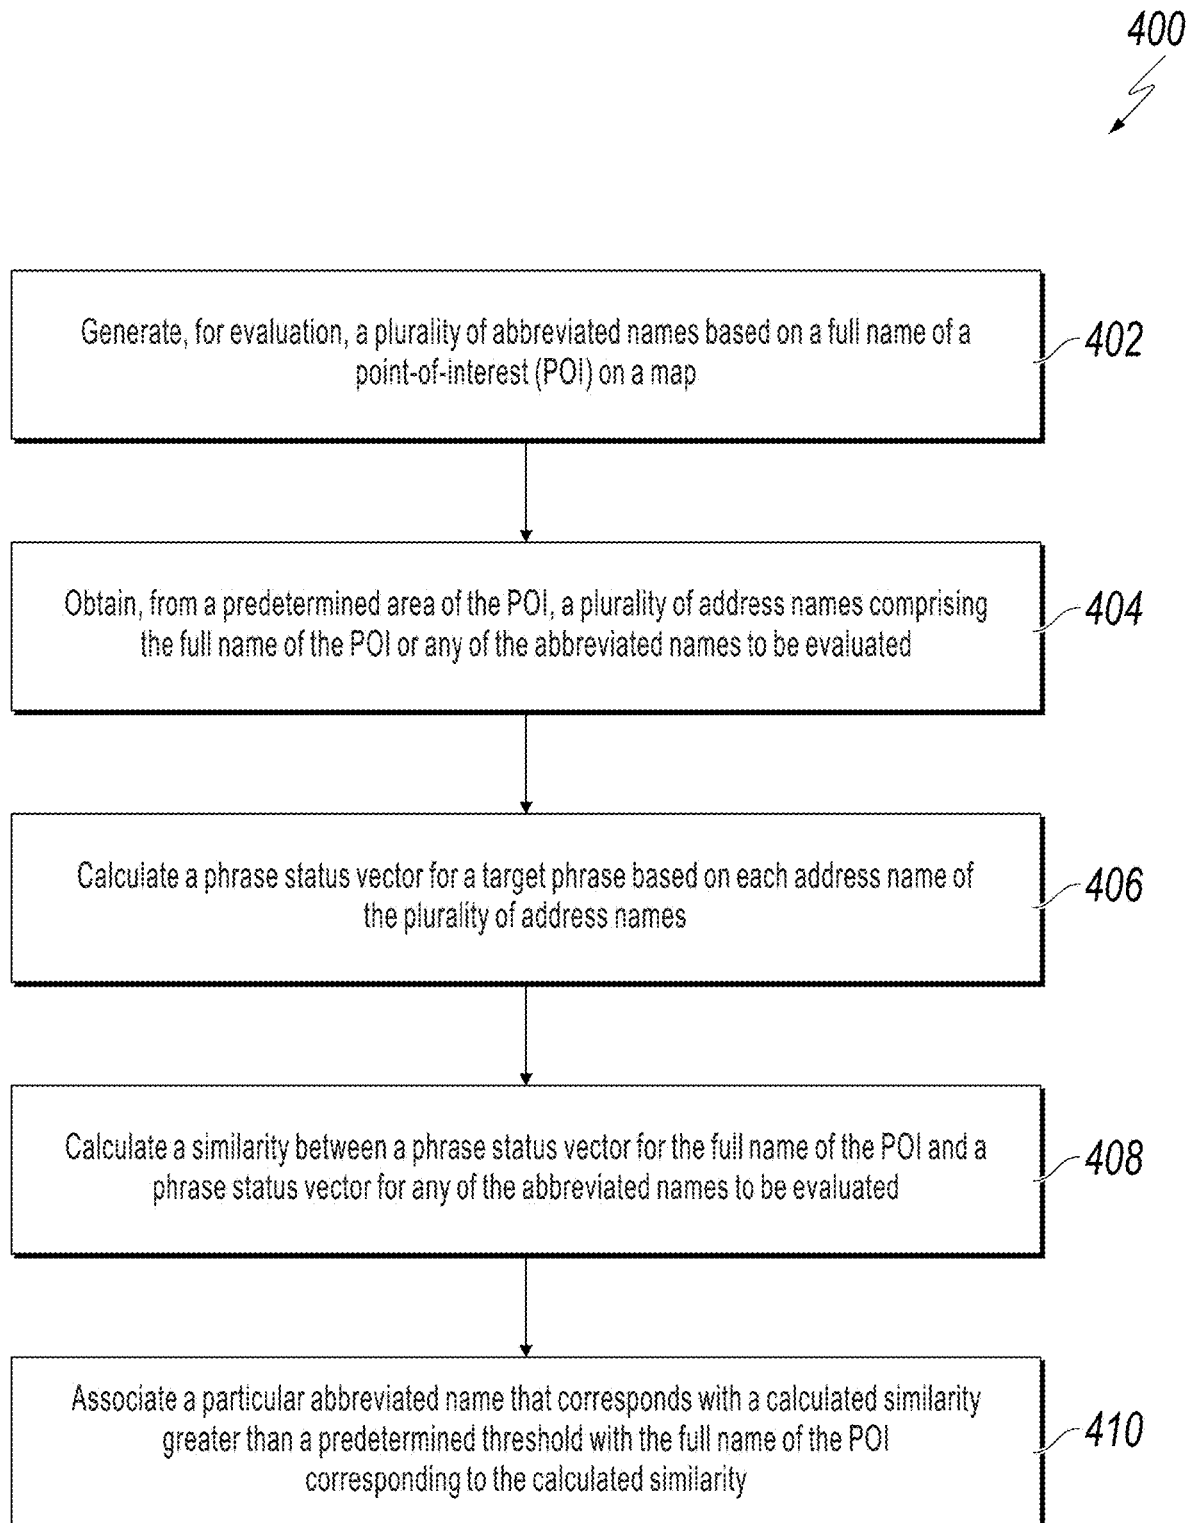 400
Generate, for evaluation, a plurality of abbreviated names based on a full name of a
point-of-interest (POI) on a map
402
Obtain, from a predetermined area of the POI, a plurality of address names comprising
the full name of the POI or any of the abbreviated names to be evaluated
404
Calculate a phrase status vector for a target phrase based on each address name of
the plurality of address names
406
Calculate a similarity between a phrase status vector for the full name of the POI and a
phrase status vector for any of the abbreviated names to be evaluated
408
Associate a particular abbreviated name that corresponds with a calculated similarity
greater than a predetermined threshold with the full name of the POI
corresponding to the calculated similarity
410